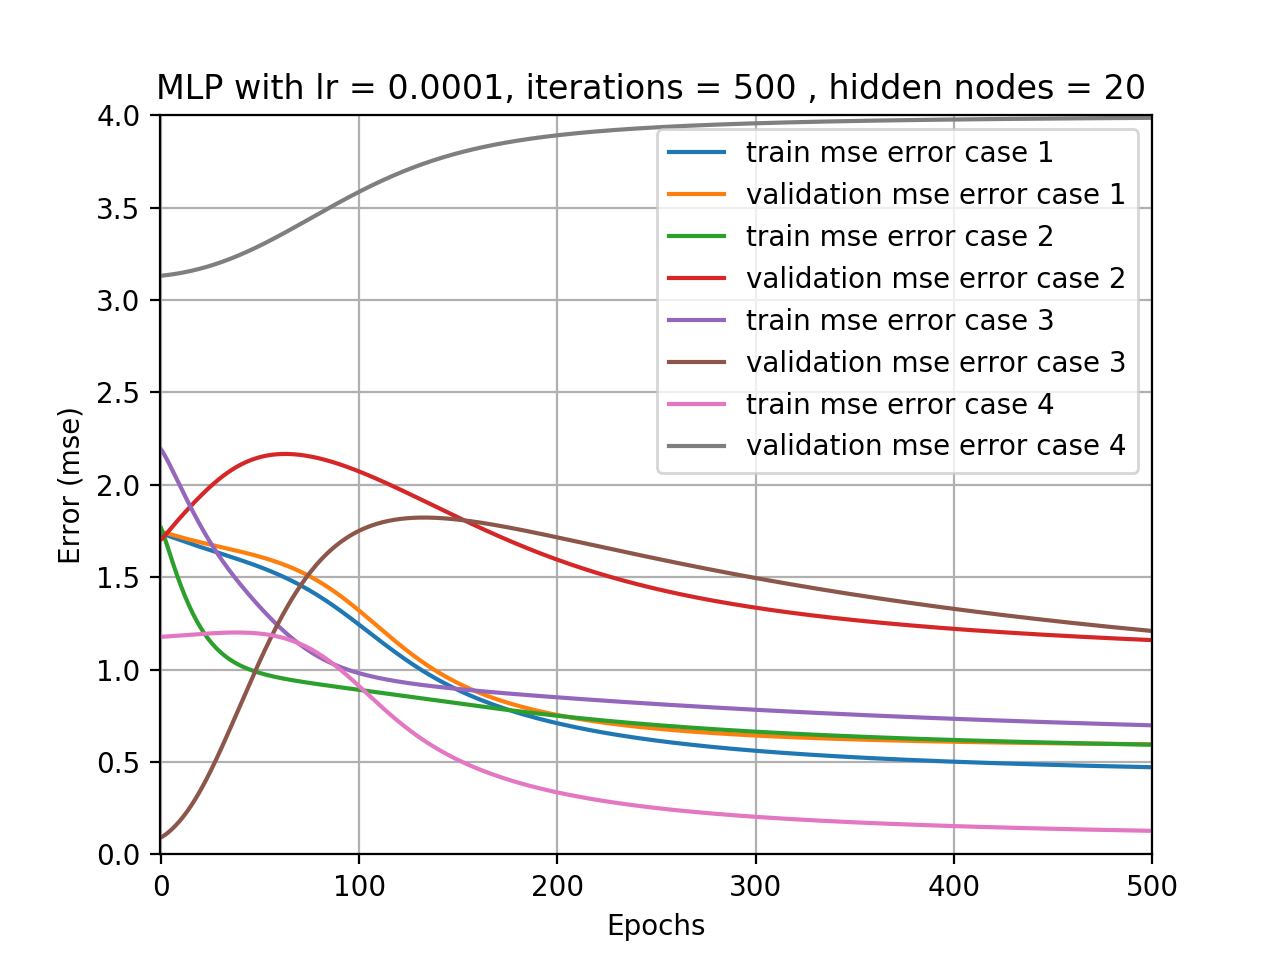 MLP with lr = 0.0001, iterations = 500 , hidden nodes = 20
4.0
3.5
3.0
2.5
2.0
1.5
1.0
0.5
0.0
Error (mse)
train mse error case 1
validation mse error case 1
train mse error case 2
validation mse error case 2
train mse error case 3
validation mse error case 3
train mse error case 4
validation mse error case 4
0 100 200 300 400 500
Epochs